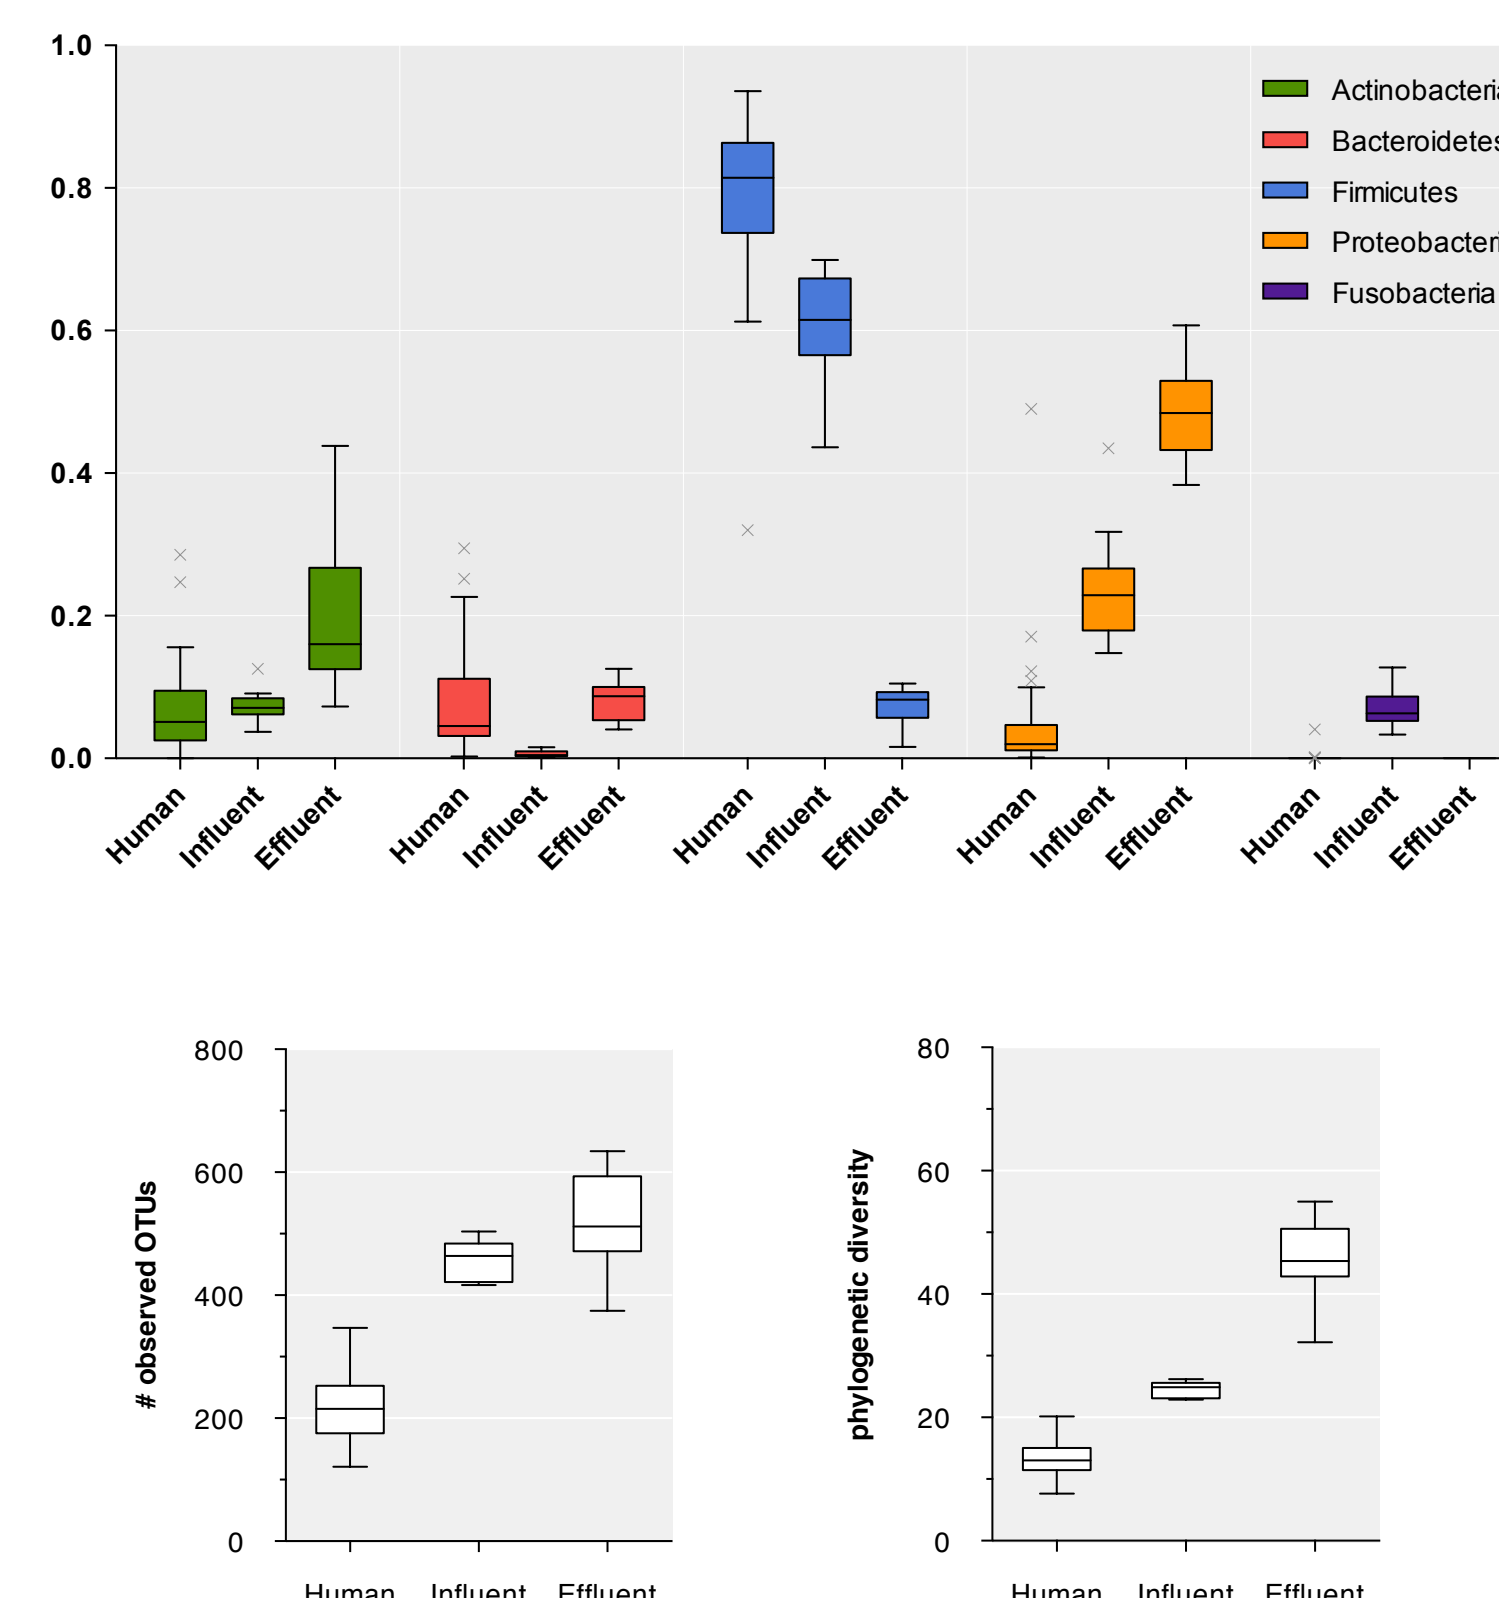 1.0
Actinobacteria
Bacteroidetes
0.8
Firmicutes
Proteobacteri
Fusobacteria
0.6
0.4
0.2
0.0
Human Influent Effluent Human Influent Effluent Human Influent Effluent Human Influent Effluent Human Influent Effluent
800
600
400
200
0
# observed OTUs
Human Influent Effluent
80
60
40
20
0
phylogenetic diversity
Human Influent Effluent